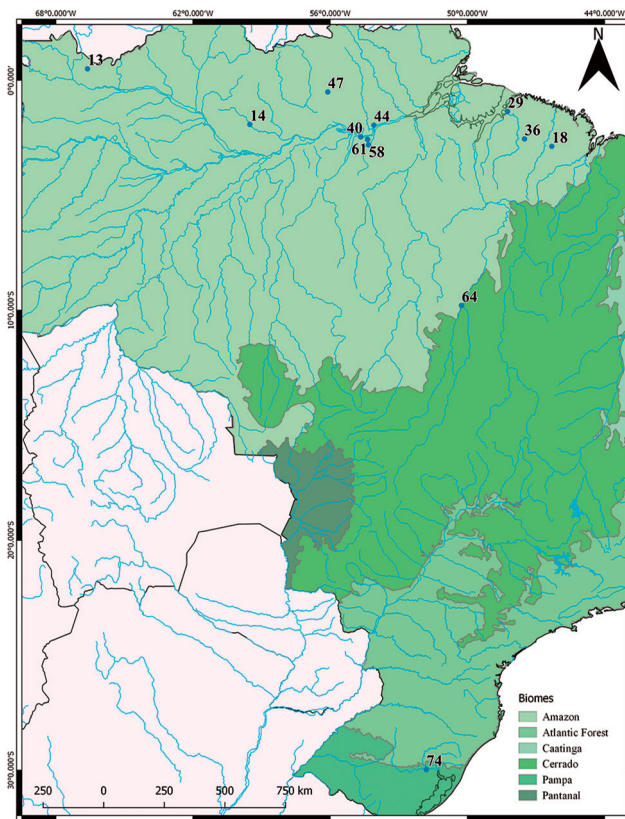 68°0.000'W 62°0.000'W 56°0.000'W 50°0.000'W 44°0.000'W
N
13
0°0.000'
47
29
14
44
40
36
18
61
58
64
10°0.000'S
20°0.000'S
Biomes
Amazon
Atlantic Forest
Caatinga
Cerrado
Pampa
Pantanal
74
30°0.000'S
250 0 250 500 750 km